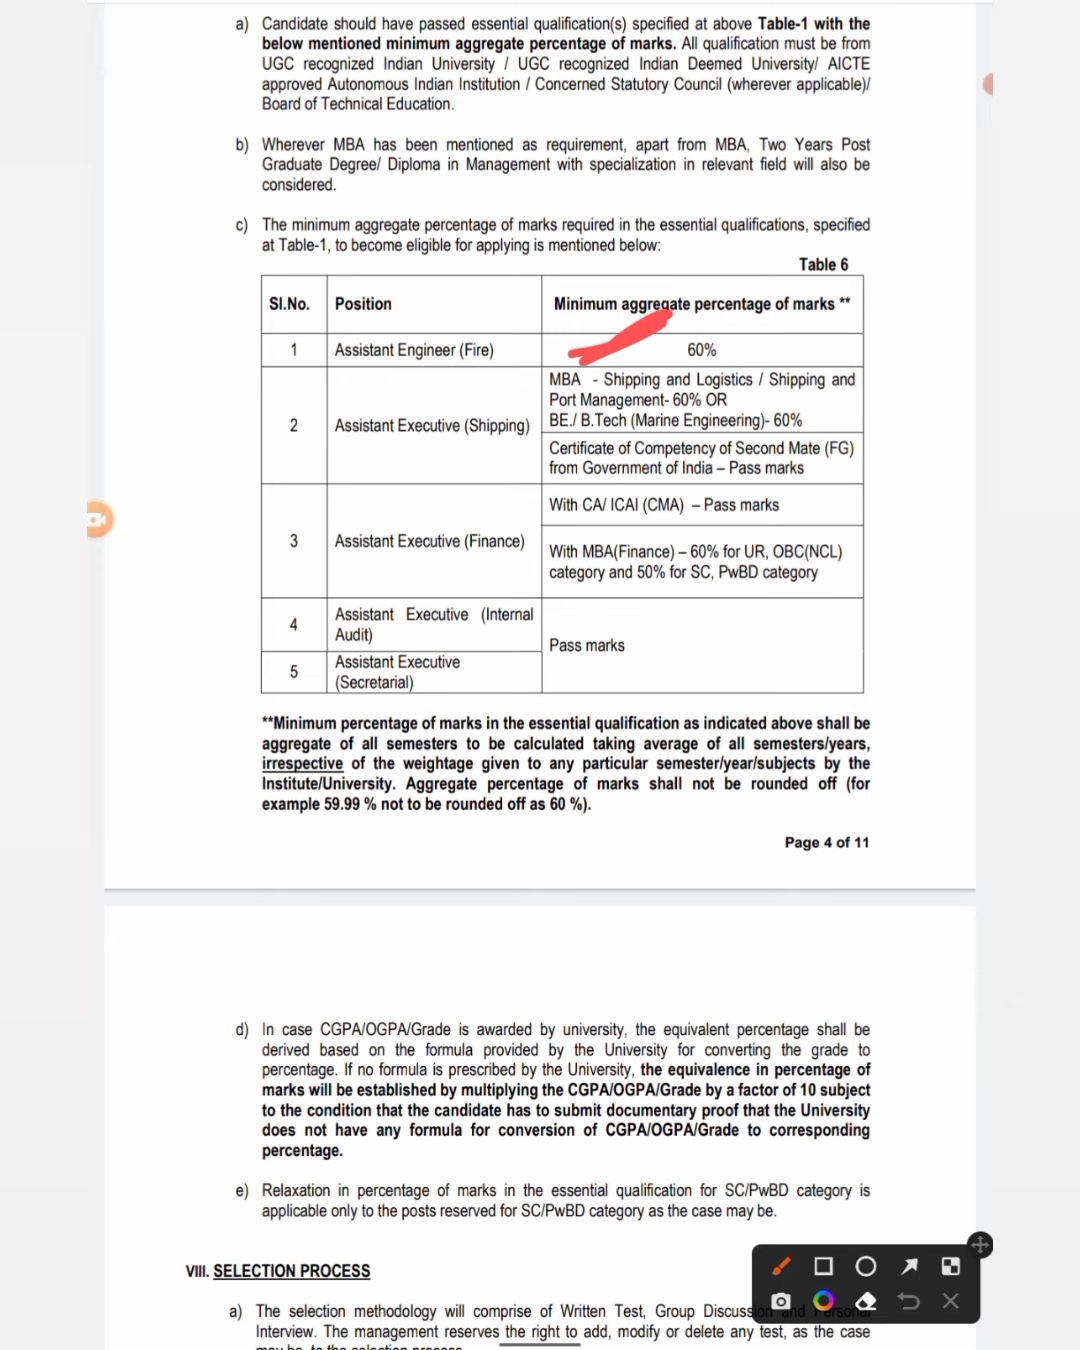 a) Candidate should have passed essential qualification(s) specified at above Table-1 with the
below mentioned minimum aggregate percentage of marks. All qualification must be from
UGC recognized Indian University / UGC recognized Indian Deemed University/ AICTE
approved Autonomous Indian Institution / Concerned Statutory Council (wherever applicable)/
Board of Technical Education.
b) Wherever MBA has been mentioned as requirement, apart from MBA, Two Years Post
Graduate Degree/ Diploma in Management with specialization in relevant field will also be
considered.
c) The minimum aggregate percentage of marks required in the essential qualifications, specified
at Table-1, to become eligible for applying is mentioned below:
Table 6
Sl.No. Position Minimum aggregate percentage of marks **
1 Assistant Engineer (Fire) 60%
2 Assistant Executive (Shipping)
MBA - Shipping and Logistics / Shipping and
Port Management- 60% OR
BE./ B.Tech (Marine Engineering)- 60%
Certificate of Competency of Second Mate (FG)
from Government of India – Pass marks
3 Assistant Executive (Finance)
With CA/ ICAI (CMA) – Pass marks
With MBA(Finance) – 60% for UR, OBC(NCL)
category and 50% for SC, PwBD category
4 Assistant Executive (Internal
Audit)
Pass marks
5 Assistant Executive
(Secretarial)
**Minimum percentage of marks in the essential qualification as indicated above shall be
aggregate of all semesters to be calculated taking average of all semesters/years,
irrespective of the weightage given to any particular semester/year/subjects by the
Institute/University. Aggregate percentage of marks shall not be rounded off (for
example 59.99 % not to be rounded off as 60 %).
Page 4 of 11
d) In case CGPA/OGPA/Grade is awarded by university, the equivalent percentage shall be
derived based on the formula provided by the University for converting the grade to
percentage. If no formula is prescribed by the University, the equivalence in percentage of
marks will be established by multiplying the CGPA/OGPA/Grade by a factor of 10 subject
to the condition that the candidate has to submit documentary proof that the University
does not have any formula for conversion of CGPA/OGPA/Grade to corresponding
percentage.
e) Relaxation in percentage of marks in the essential qualification for SC/PwBD category is
applicable only to the posts reserved for SC/PwBD category as the case may be.
VIII. SELECTION PROCESS
a) The selection methodology will comprise of Written Test, Group Discussion and Personal
Interview. The management reserves the right to add, modify or delete any test, as the case
may be, to the selection process.